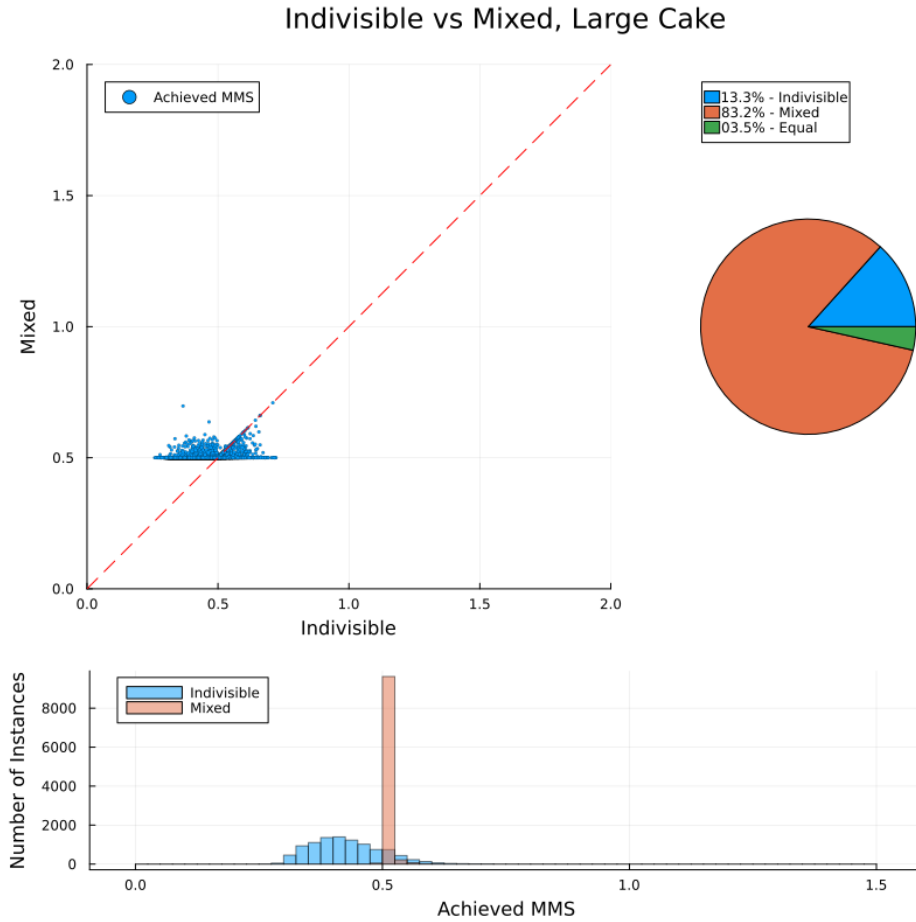 Indivisible vs Mixed, Large Cake
2.0
1.5
1.0
0.5
0.0
Mixed
Achieved MMS
0.0
0.5
1.0
1.5
2.0
Indivisible
13.3% - Indivisible
83.2% - Mixed
03.5% - Equal
Number of Instances
8000
6000
4000
2000
0
Indivisible
Mixed
0.0
0.5
1.0
1.5
Achieved MMS